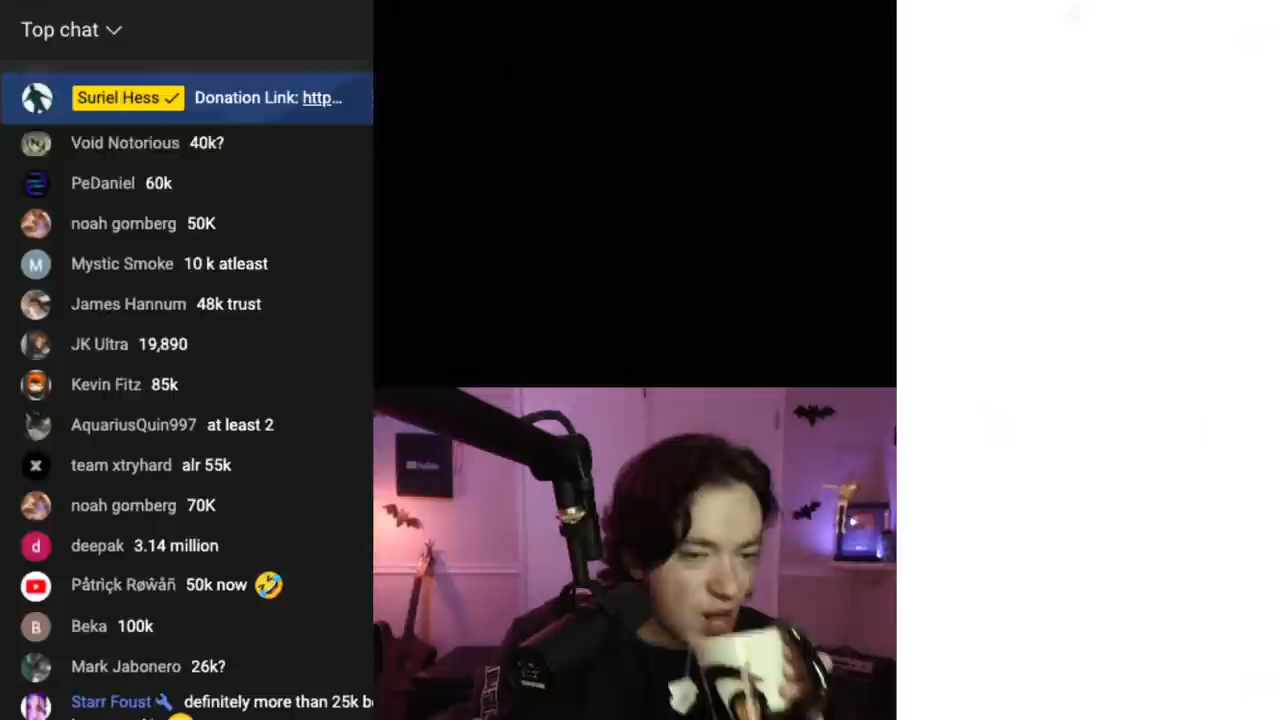 Top chat
Suriel Hess Donation Link: http...
Void Notorious 40k?
PeDaniel 60k
noah gomberg 50K
M Mystic Smoke 10 k atleast
James Hannum 48k trust
JK Ultra 19,890
Kevin Fitz 85k
AquariusQuin997 at least 2
team xtryhard alr 55k
noah gomberg 70K
d deepak 3.14 million
Påtrïçk Røŵåñ 50k now 🤣
B Beka 100k
Mark Jabonero 26k?
Starr Foust definitely more than 25k b